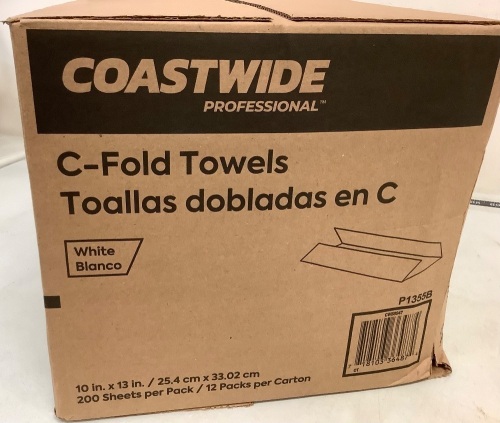 COASTWIDE
PROFESSIONAL™
C-Fold Towels
Toallas dobladas en C
White
Blanco
P1355B
10 in. x 13 in. / 25.4 cm x 33.02 cm
200 Sheets per Pack / 12 Packs per Carton